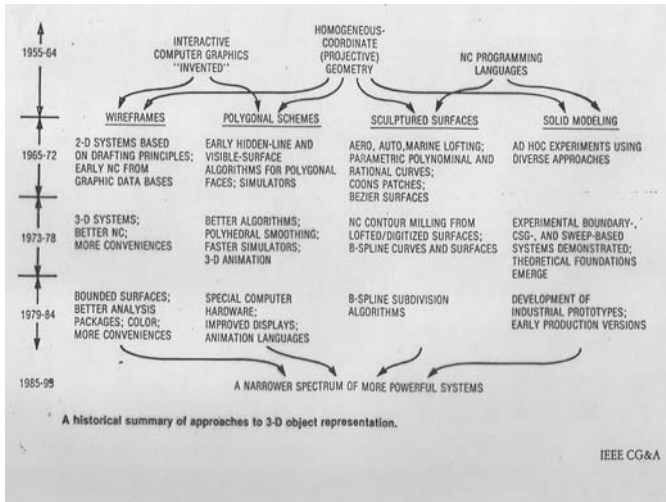 1955-64
INTERACTIVE
COMPUTER GRAPHICS
"INVENTED"
HOMOGENEOUS-
COORDINATE
(PROJECTIVE)
GEOMETRY
NC PROGRAMMING
LANGUAGES
WIREFRAMES
POLYGONAL SCHEMES
SCULPTURED SURFACES
SOLID MODELING
1965-72
2-D SYSTEMS BASED
ON DRAFTING PRINCIPLES;
EARLY NC FROM
GRAPHIC DATA BASES
EARLY HIDDEN-LINE AND
VISIBLE-SURFACE
ALGORITHMS FOR POLYGONAL
FACES; SIMULATORS
AERO, AUTO, MARINE LOFTING;
PARAMETRIC POLYNOMINAL AND
RATIONAL CURVES;
COONS PATCHES;
BEZIER SURFACES
AD HOC EXPERIMENTS USING
DIVERSE APPROACHES
1973-78
3-D SYSTEMS;
BETTER NC;
MORE CONVENIENCES
BETTER ALGORITHMS;
POLYHEDRAL SMOOTHING;
FASTER SIMULATORS;
3-D ANIMATION
NC CONTOUR MILLING FROM
LOFTED/DIGITIZED SURFACES;
B-SPLINE CURVES AND SURFACES
EXPERIMENTAL BOUNDARY-,
CSG-, AND SWEEP-BASED
SYSTEMS DEMONSTRATED;
THEORETICAL FOUNDATIONS
EMERGE
1979-84
BOUNDED SURFACES;
BETTER ANALYSIS
PACKAGES; COLOR;
MORE CONVENIENCES
SPECIAL COMPUTER
HARDWARE;
IMPROVED DISPLAYS;
ANIMATION LANGUAGES
B-SPLINE SUBDIVISION
ALGORITHMS
DEVELOPMENT OF
INDUSTRIAL PROTOTYPES;
EARLY PRODUCTION VERSIONS
A NARROWER SPECTRUM OF MORE POWERFUL SYSTEMS
A historical summary of approaches to 3-D object representation.
IEEE CG&A